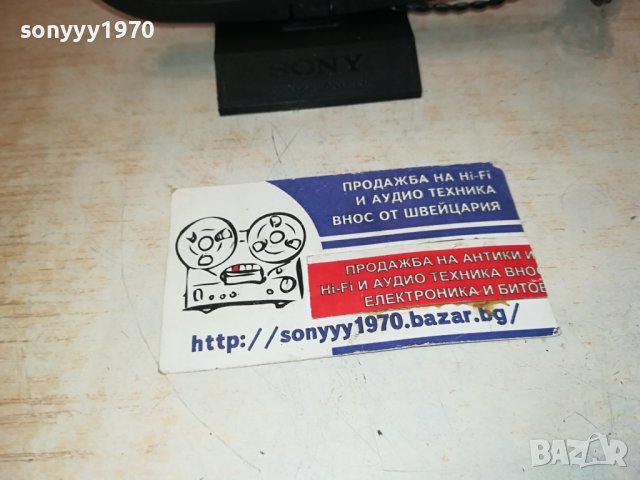 sonyyy1970
SONY
ПРОДАЖБА НА Hi-Fi
И АУДИО ТЕХНИКА
ВНОС ОТ ШВЕЙЦАРИЯ
ПРОДАЖБА НА АНТИКИ И
Hi-Fi И АУДИО ТЕХНИКА ВНОС
ЕЛЕКТРОНИКА И БИТОВ
http://sonyyy1970.bazar.bg/
BAZAR